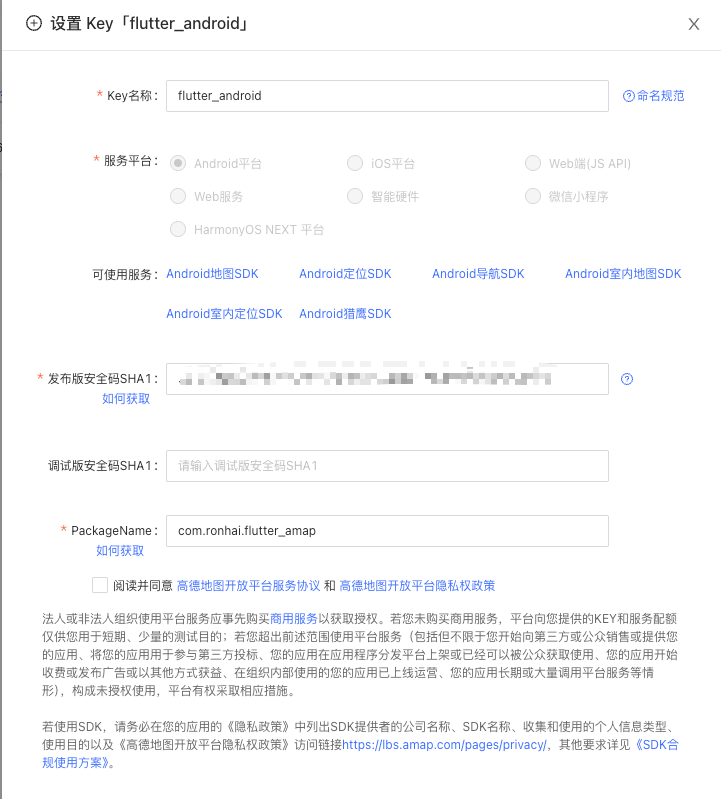 设置 Key「flutter_android」
* Key名称： flutter_android 命名规范
* 服务平台： Android平台 iOS平台 Web端(JS API)
Web服务 智能硬件 微信小程序
HarmonyOS NEXT 平台
可使用服务： Android地图SDK Android定位SDK Android导航SDK Android室内地图SDK
Android室内定位SDK Android猎鹰SDK
* 发布版安全码SHA1：
如何获取
调试版安全码SHA1： 请输入调试版安全码SHA1
* PackageName： com.ronhai.flutter_amap
如何获取
阅读并同意 高德地图开放平台服务协议 和 高德地图开放平台隐私权政策
法人或非法人组织使用平台服务应事先购买商用服务以获取授权。若您未购买商用服务，平台向您提供的KEY和服务配额
仅供您用于短期、少量的测试目的；若您超出前述范围使用平台服务（包括但不限于您开始向第三方或公众销售或提供您
的应用、将您的应用用于参与第三方投标、您的应用在应用程序分发平台上架或已经可以被公众获取使用、您的应用开始
收费或发布广告或以其他方式获益、在组织内部使用的您的应用已上线运营、您的应用长期或大量调用平台服务等情
形），构成未授权使用，平台有权采取相应措施。
若使用SDK，请务必在您的应用的《隐私政策》中列出SDK提供者的公司名称、SDK名称、收集和使用的个人信息类型、
使用目的以及《高德地图开放平台隐私权政策》访问链接https://lbs.amap.com/pages/privacy/，其他要求详见《SDK合
规使用方案》。